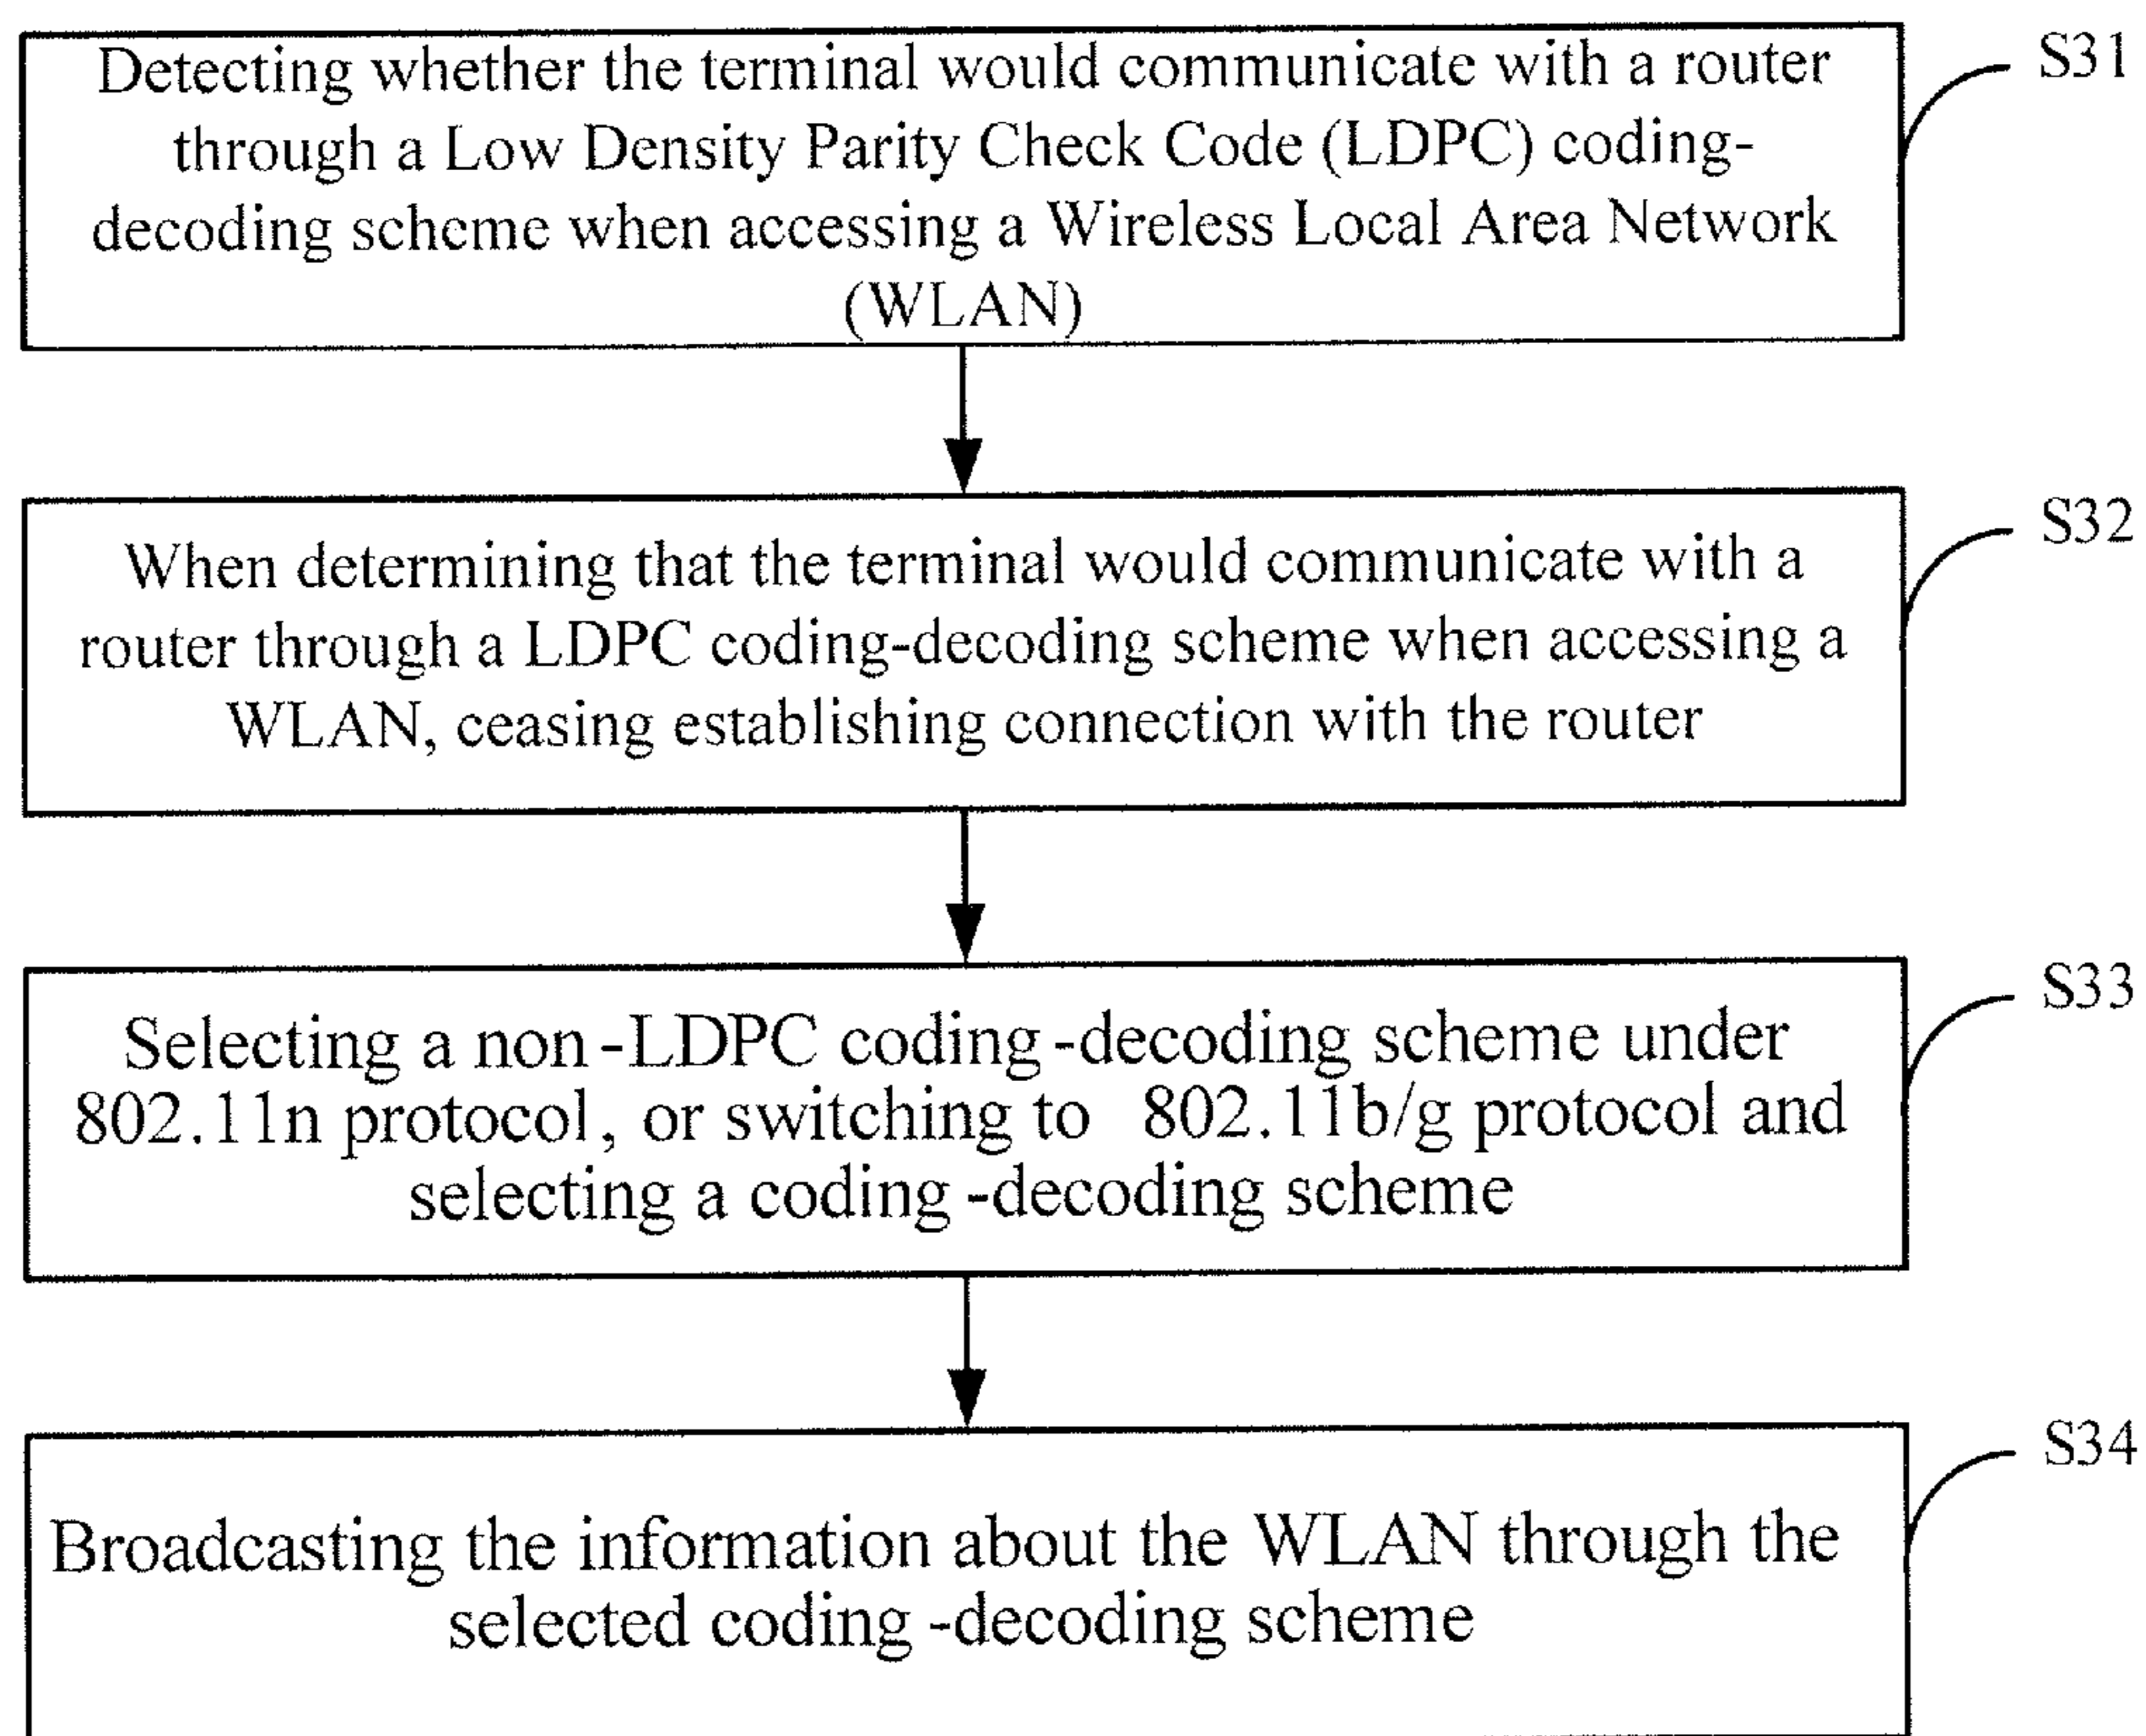 Detecting whether the terminal would communicate with a router
through a Low Density Parity Check Code (LDPC) coding-
decoding scheme when accessing a Wireless Local Area Network
(WLAN)
S31
When determining that the terminal would communicate with a
router through a LDPC coding-decoding scheme when accessing a
WLAN, ceasing establishing connection with the router
S32
Selecting a non-LDPC coding-decoding scheme under
802.11n protocol, or switching to 802.11b/g protocol and
selecting a coding-decoding scheme
S33
Broadcasting the information about the WLAN through the
selected coding-decoding scheme
S34